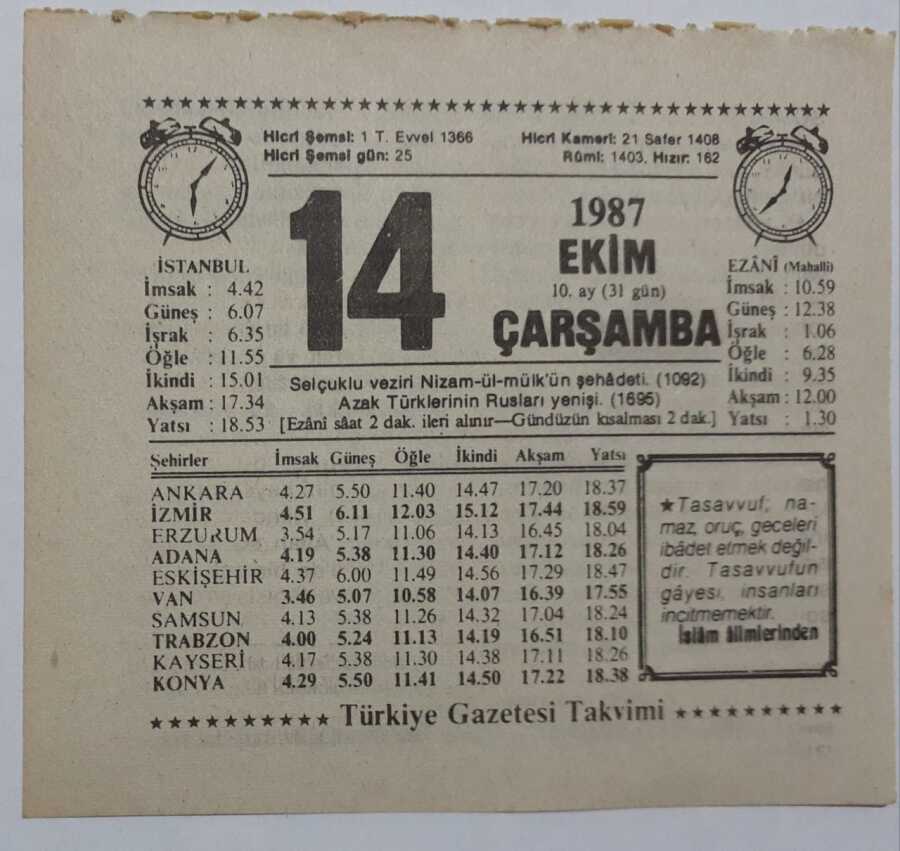 Hicrî Şemsî: 1 T. Evvel 1366
Hicrî Şemsî gün: 25
Hicrî Kamerî: 21 Safer 1408
Rûmî: 1403, Hızır: 162
14
1987
EKİM
10. ay (31 gün)
ÇARŞAMBA
İSTANBUL
İmsak : 4.42
Güneş : 6.07
İşrak : 6.35
Öğle : 11.55
İkindi : 15.01
Akşam : 17.34
Yatsı : 18.53
EZÂNÎ (Mahallî)
İmsak : 10.59
Güneş : 12.38
İşrak : 1.06
Öğle : 6.28
İkindi : 9.35
Akşam : 12.00
Yatsı : 1.30
Selçuklu veziri Nizam-ül-mülk'ün şehâdeti. (1092)
Azak Türklerinin Rusları yenişi. (1695)
[Ezânî sâat 2 dak. ileri alınır—Gündüzün kısalması 2 dak.]
Şehirler İmsak Güneş Öğle İkindi Akşam Yatsı
ANKARA 4.27 5.50 11.40 14.47 17.20 18.37
İZMİR 4.51 6.11 12.03 15.12 17.44 18.59
ERZURUM 3.54 5.17 11.06 14.13 16.45 18.04
ADANA 4.19 5.38 11.30 14.40 17.12 18.26
ESKİŞEHİR 4.37 6.00 11.49 14.56 17.29 18.47
VAN 3.46 5.07 10.58 14.07 16.39 17.55
SAMSUN 4.13 5.38 11.26 14.32 17.04 18.24
TRABZON 4.00 5.24 11.13 14.19 16.51 18.10
KAYSERİ 4.17 5.38 11.30 14.38 17.11 18.26
KONYA 4.29 5.50 11.41 14.50 17.22 18.38
★Tasavvuf; na-
maz, oruç, geceleri
ibâdet etmek değil-
dir. Tasavvufun
gâyesi, insanları
incitmemektir.
İslâm âlimlerinden
Türkiye Gazetesi Takvimi